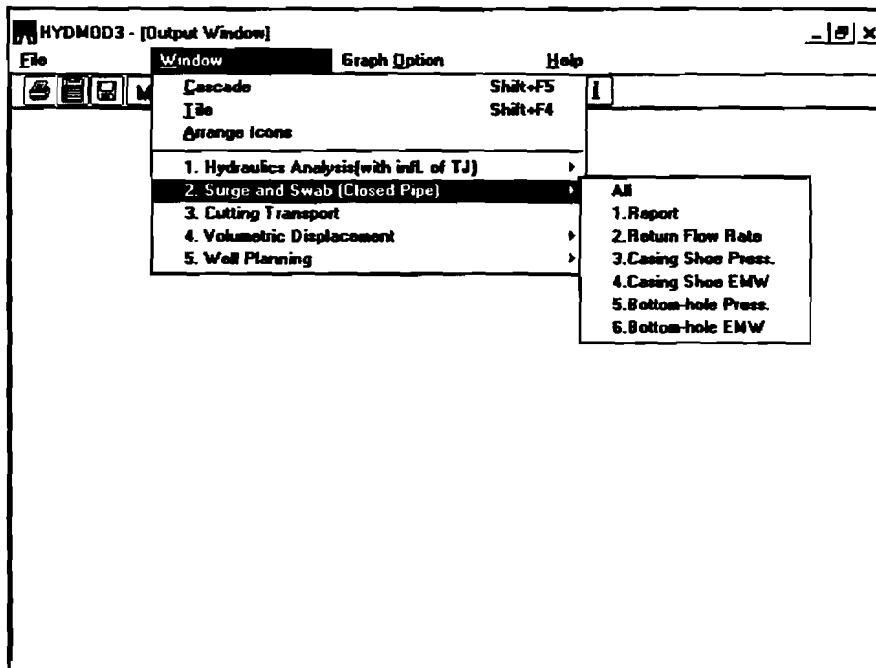 HYDMOD3 - [Output Window]
File Window Graph Option Help
Cascade Shift+F5
Tile Shift+F4
Arrange Icons
1. Hydraulics Analysis(with infl. of TJ)
2. Surge and Swab (Closed Pipe)
3. Cutting Transport
4. Volumetric Displacement
5. Well Planning
All
1.Report
2.Return Flow Rate
3.Casing Shoe Press.
4.Casing Shoe EMW
5.Bottom-hole Press.
6.Bottom-hole EMW